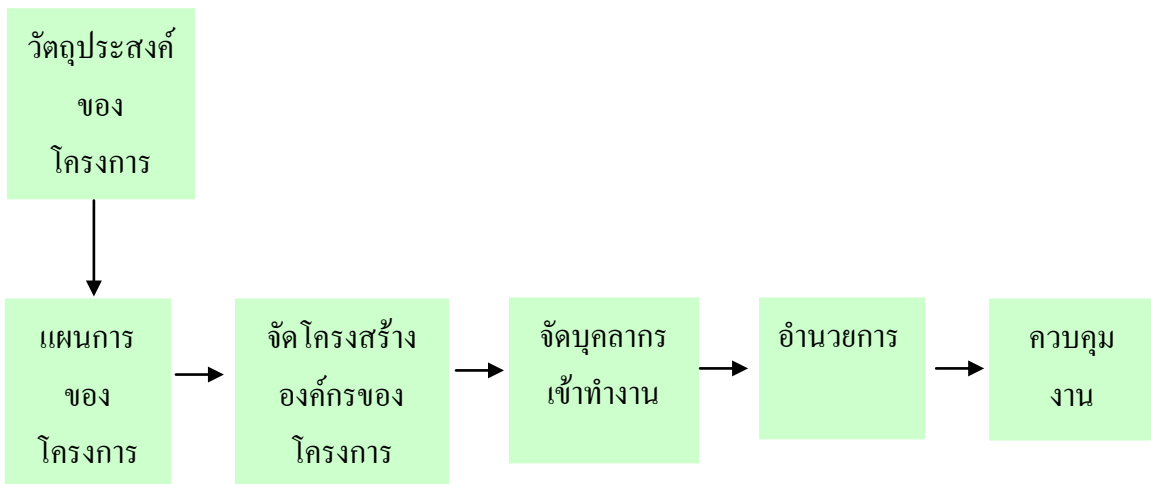 วัตถุประสงค์
ของ
โครงการ
แผนการ
ของ
โครงการ
จัดโครงสร้าง
องค์กรของ
โครงการ
จัดบุคลากร
เข้าทำงาน
อำนวยการ
ควบคุม
งาน